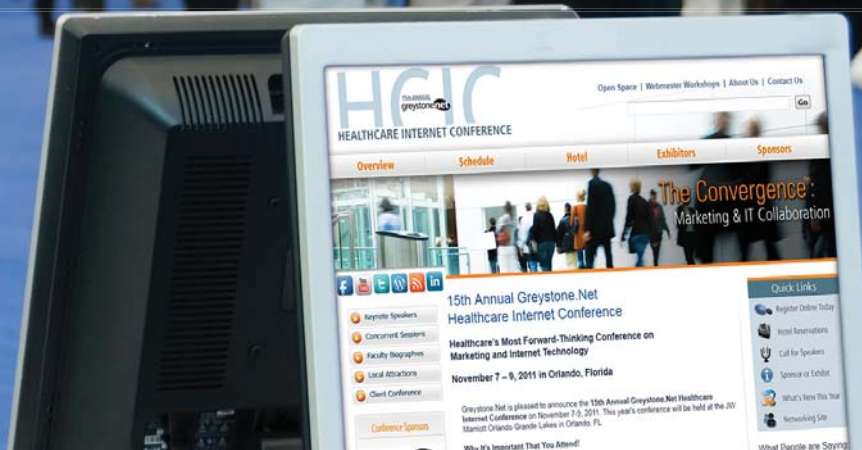 HCIC
15TH ANNUAL
greystone.net
HEALTHCARE INTERNET CONFERENCE
Open Space | Webmaster Workshops | About Us | Contact Us
Go
Overview Schedule Hotel Exhibitors Sponsors
The Convergence:
Marketing & IT Collaboration
15th Annual Greystone.Net
Healthcare Internet Conference
Healthcare's Most Forward-Thinking Conference on
Marketing and Internet Technology
November 7 – 9, 2011 in Orlando, Florida
Greystone.Net is pleased to announce the 15th Annual Greystone.Net Healthcare
Internet Conference on November 7-9, 2011. This year's conference will be held at the JW
Marriott Orlando Grande Lakes in Orlando, FL
Why It's Important That You Attend!
Keynote Speakers
Concurrent Sessions
Faculty Biographies
Local Attractions
Client Conference
Conference Sponsors
Quick Links
Register Online Today
Hotel Reservations
Call for Speakers
Sponsor or Exhibit
What's New This Year
Networking Site
What People are Saying